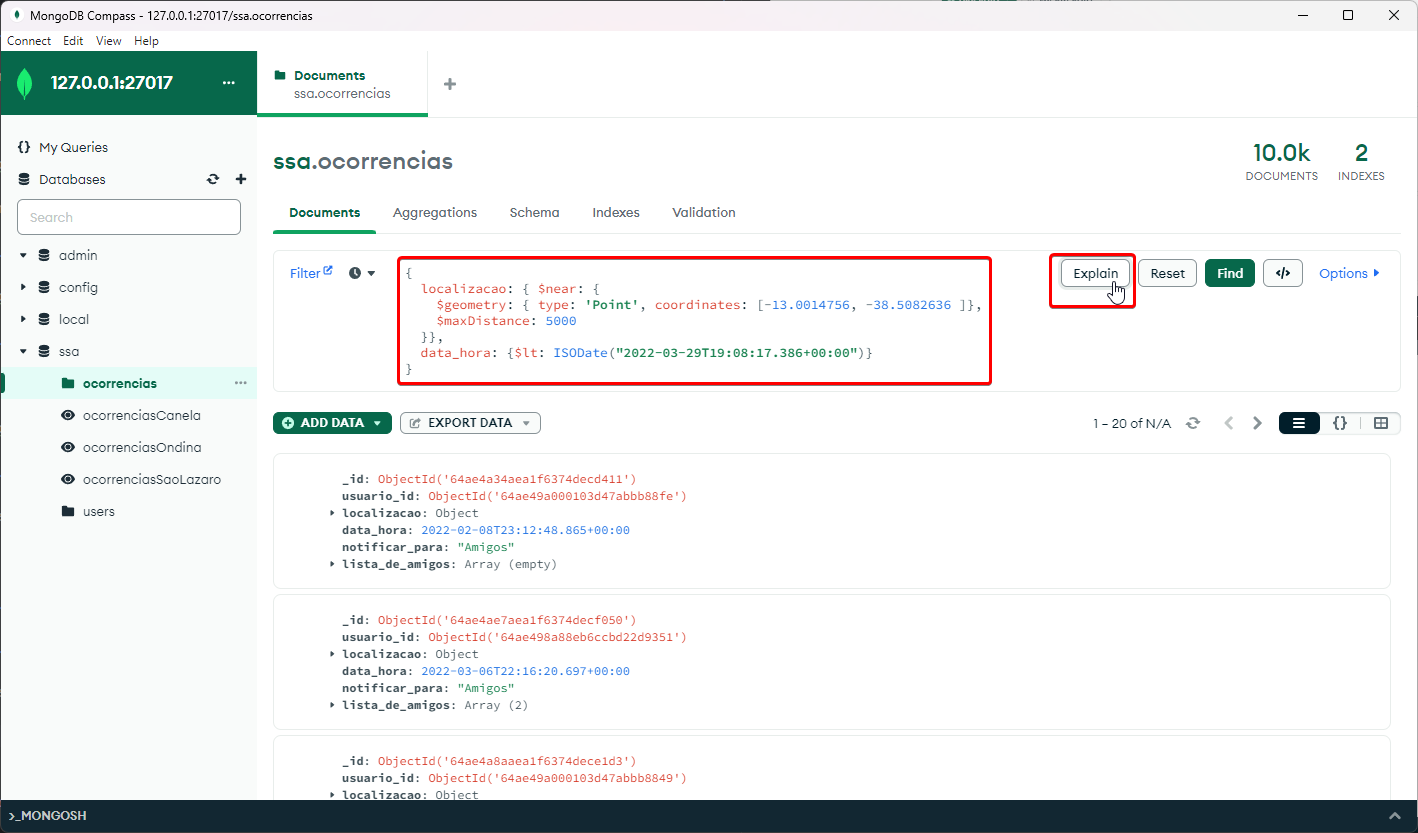 MongoDB Compass - 127.0.0.1:27017/ssa.ocorrencias
Connect Edit View Help
127.0.0.1:27017
Documents
ssa.ocorrencias
My Queries
Databases
Search
admin
config
local
ssa
ocorrencias
ocorrenciasCanela
ocorrenciasOndina
ocorrenciasSaoLazaro
users
ssa.ocorrencias
10.0k
DOCUMENTS
2
INDEXES
Documents Aggregations Schema Indexes Validation
Filter
{
localizacao: { $near: {
$geometry: { type: 'Point', coordinates: [-13.0014756, -38.5082636 ]},
$maxDistance: 5000
}},
data_hora: {$lt: ISODate("2022-03-29T19:08:17.386+00:00")}
}
Explain Reset Find </> Options
ADD DATA EXPORT DATA 1 – 20 of N/A {}
_id: ObjectId('64ae4a34aea1f6374decd411')
usuario_id: ObjectId('64ae49a000103d47abbb88fe')
localizacao: Object
data_hora: 2022-02-08T23:12:48.865+00:00
notificar_para: "Amigos"
lista_de_amigos: Array (empty)
_id: ObjectId('64ae4ae7aea1f6374decf050')
usuario_id: ObjectId('64ae498a88eb6ccbd22d9351')
localizacao: Object
data_hora: 2022-03-06T22:16:20.697+00:00
notificar_para: "Amigos"
lista_de_amigos: Array (2)
_id: ObjectId('64ae4a8aaea1f6374dece1d3')
usuario_id: ObjectId('64ae49a000103d47abbb8849')
localizacao: Object
>_MONGOSH